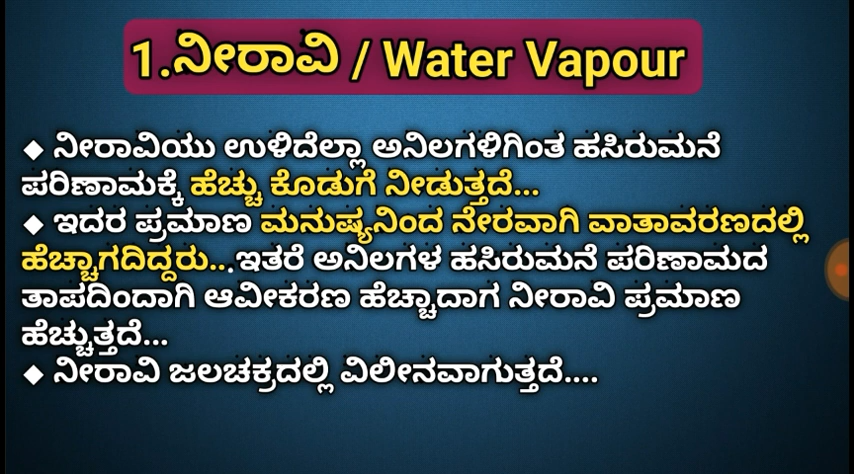 1.ನೀರಾವಿ / Water Vapour
◆ ನೀರಾವಿಯು ಉಳಿದೆಲ್ಲಾ ಅನಿಲಗಳಿಗಿಂತ ಹಸಿರುಮನೆ
ಪರಿಣಾಮಕ್ಕೆ ಹೆಚ್ಚು ಕೊಡುಗೆ ನೀಡುತ್ತದೆ...
◆ ಇದರ ಪ್ರಮಾಣ ಮನುಷ್ಯನಿಂದ ನೇರವಾಗಿ ವಾತಾವರಣದಲ್ಲಿ
ಹೆಚ್ಚಾಗದಿದ್ದರು...ಇತರೆ ಅನಿಲಗಳ ಹಸಿರುಮನೆ ಪರಿಣಾಮದ
ತಾಪದಿಂದಾಗಿ ಆವೀಕರಣ ಹೆಚ್ಚಾದಾಗ ನೀರಾವಿ ಪ್ರಮಾಣ
ಹೆಚ್ಚುತ್ತದೆ...
◆ ನೀರಾವಿ ಜಲಚಕ್ರದಲ್ಲಿ ವಿಲೀನವಾಗುತ್ತದೆ....